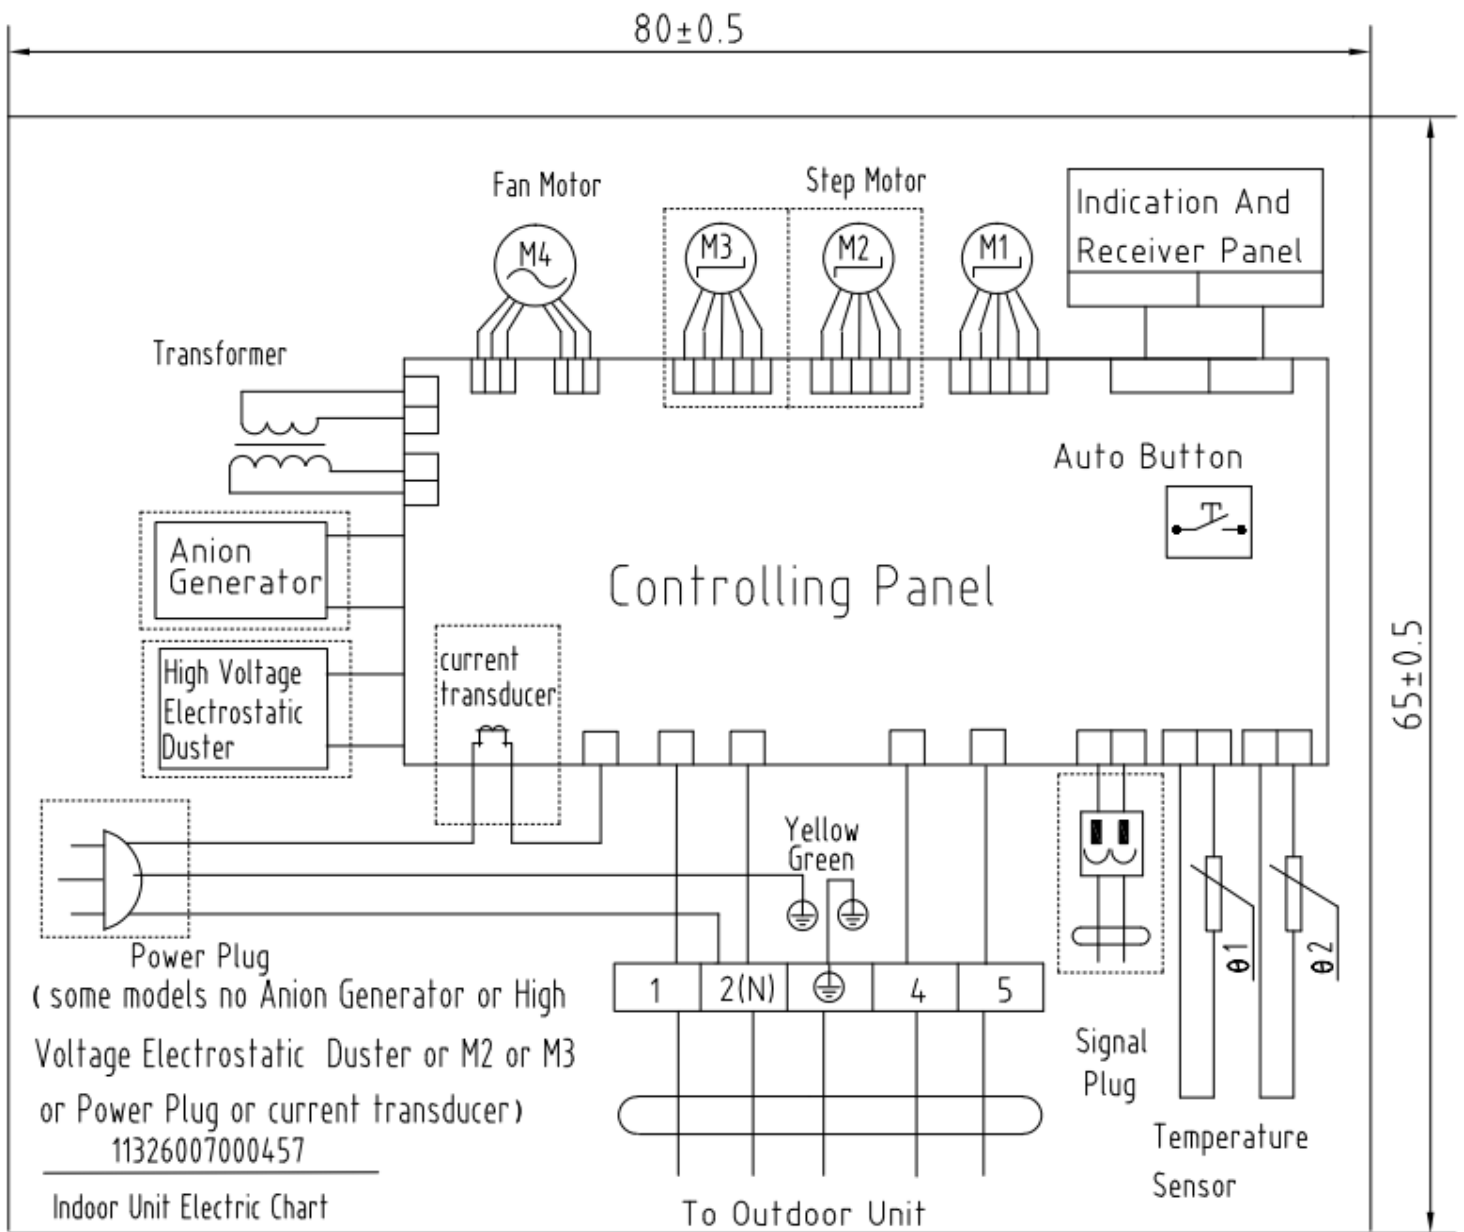 80±0.5
Fan Motor
Step Motor
Indication And
Receiver Panel
M4
M3
M2
M1
Transformer
Auto Button
Anion
Generator
Controlling Panel
High Voltage
Electrostatic
Duster
current
transducer
65±0.5
Yellow
Green
Power Plug
( some models no Anion Generator or High
Voltage Electrostatic Duster or M2 or M3
or Power Plug or current transducer)
11326007000457
Indoor Unit Electric Chart
1
2(N)
4
5
To Outdoor Unit
Signal
Plug
θ1
θ2
Temperature
Sensor